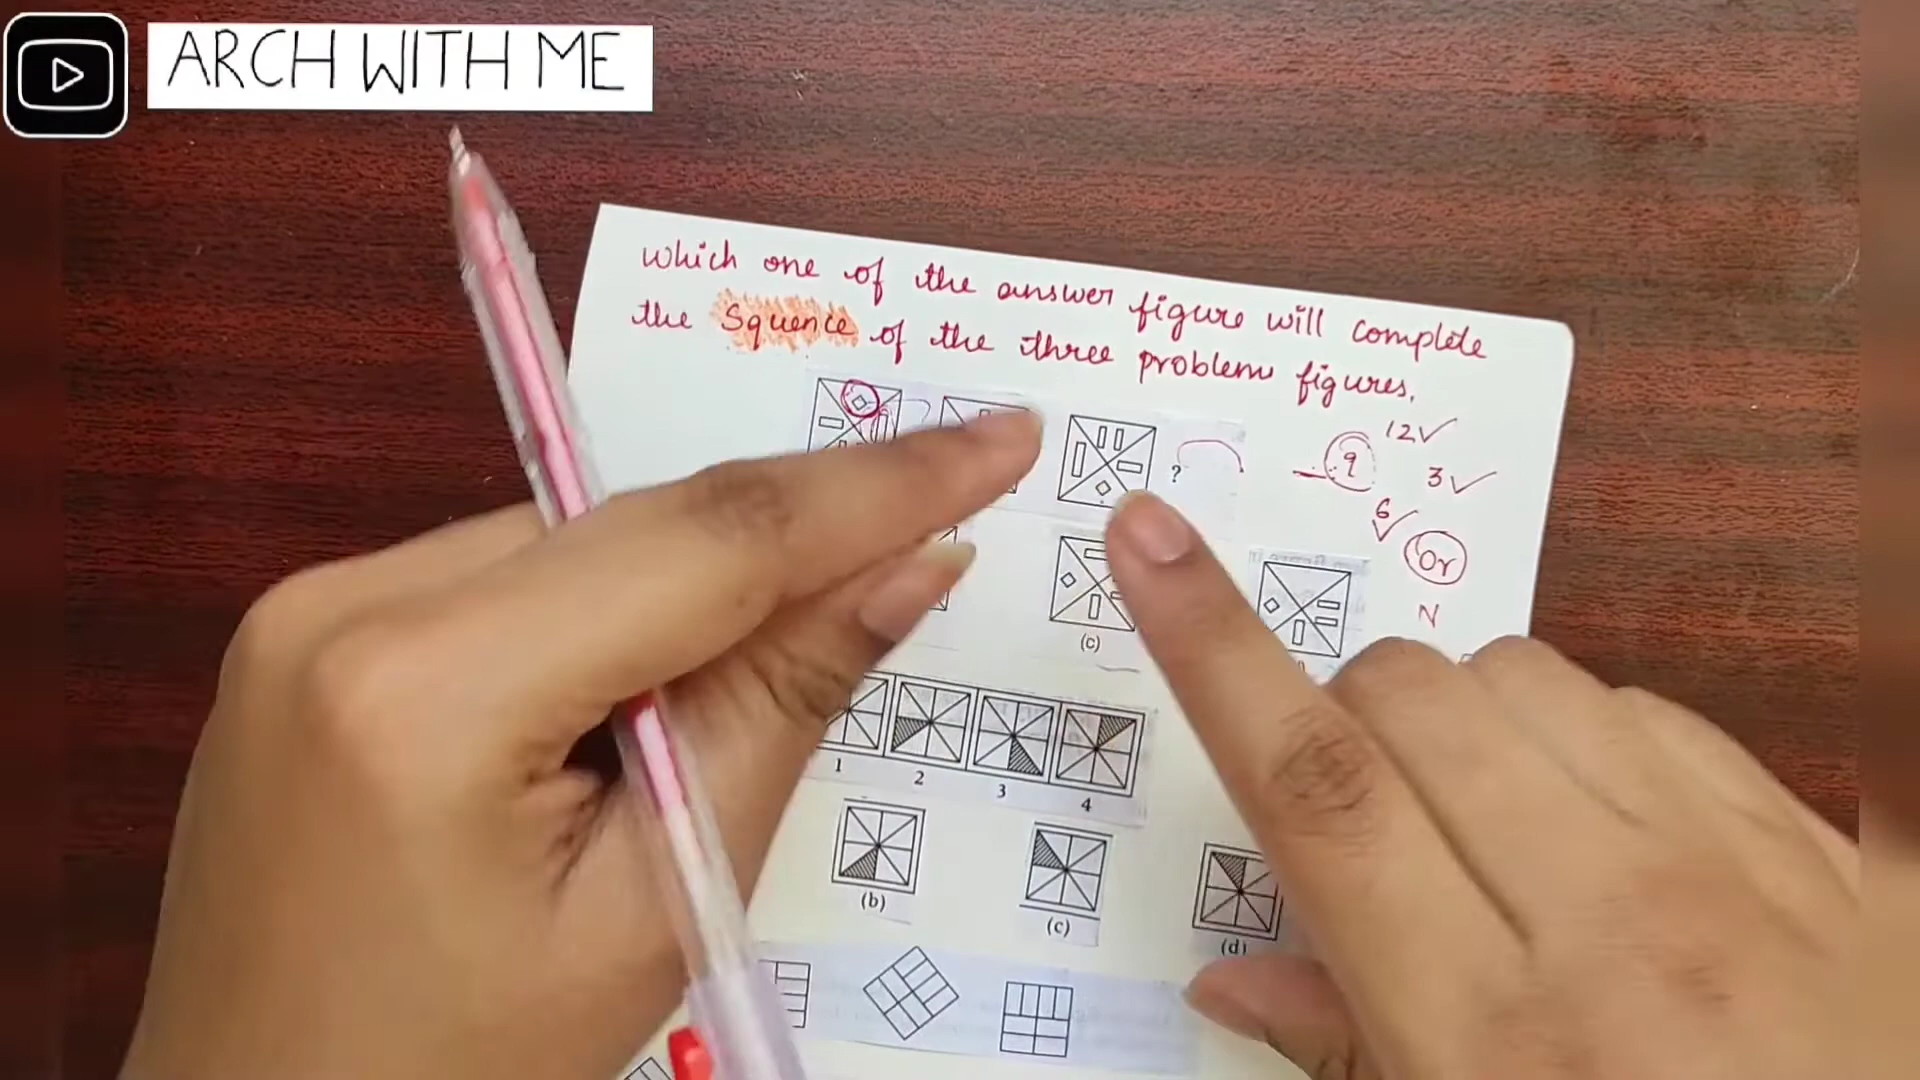 ARCH WITH ME
which one of the answer figure will complete
the Squence of the three problem figures.
12✓
9
3✓
?
6✓
Or
N
(c)
1 2 3 4
(b) (c) (d)